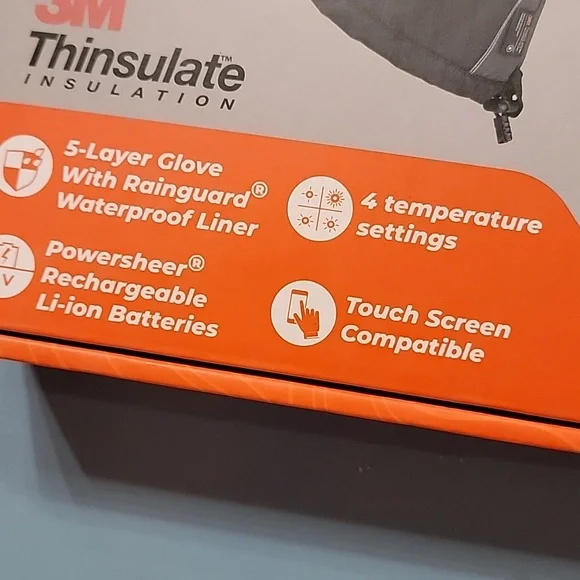 3M
Thinsulate™
INSULATION
5-Layer Glove
With Rainguard®
Waterproof Liner
4 temperature
settings
V
Powersheer®
Rechargeable
Li-ion Batteries
Touch Screen
Compatible